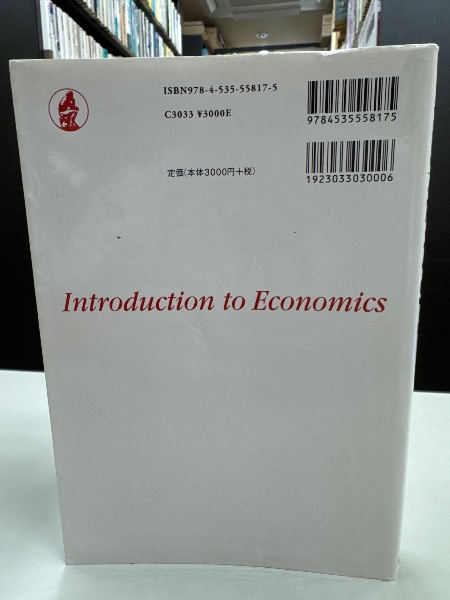 ISBN978-4-535-55817-5
C3033 ¥3000E
定価(本体3000円+税)
9784535558175
1923033030006
Introduction to Economics